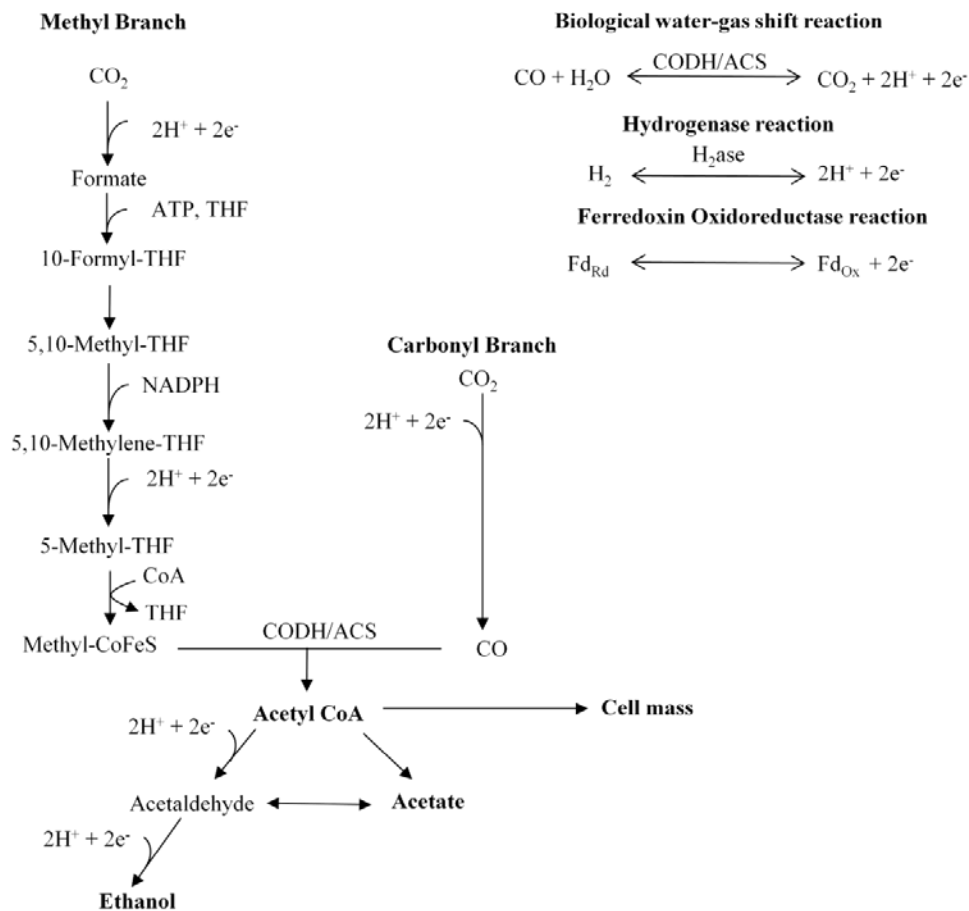 Methyl Branch
CO₂
2H⁺ + 2e⁻
Formate
ATP, THF
10-Formyl-THF
5,10-Methyl-THF
NADPH
5,10-Methylene-THF
2H⁺ + 2e⁻
5-Methyl-THF
CoA
THF
Methyl-CoFeS
Carbonyl Branch
CO₂
2H⁺ + 2e⁻
CO
CODH/ACS
Acetyl CoA
Cell mass
2H⁺ + 2e⁻
Acetaldehyde
Acetate
2H⁺ + 2e⁻
Ethanol
Biological water-gas shift reaction
CODH/ACS
CO + H₂O CO₂ + 2H⁺ + 2e⁻
Hydrogenase reaction
H₂ase
H₂ 2H⁺ + 2e⁻
Ferredoxin Oxidoreductase reaction
Fd_Rd Fd_Ox + 2e⁻